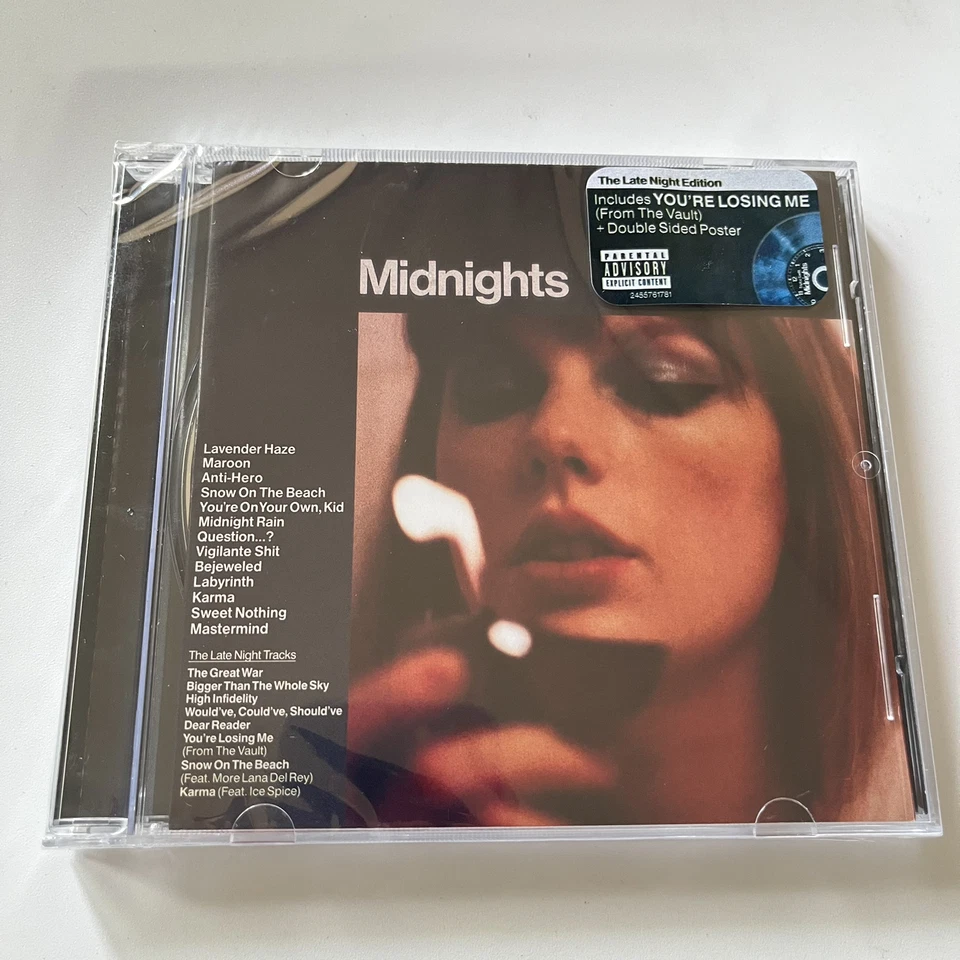 The Late Night Edition
Includes YOU'RE LOSING ME
(From The Vault)
+ Double Sided Poster
PARENTAL
ADVISORY
EXPLICIT CONTENT
2455761781
Midnights
Midnights
Lavender Haze
Maroon
Anti-Hero
Snow On The Beach
You're On Your Own, Kid
Midnight Rain
Question...?
Vigilante Shit
Bejeweled
Labyrinth
Karma
Sweet Nothing
Mastermind
The Late Night Tracks
The Great War
Bigger Than The Whole Sky
High Infidelity
Would've, Could've, Should've
Dear Reader
You're Losing Me
(From The Vault)
Snow On The Beach
(Feat. More Lana Del Rey)
Karma (Feat. Ice Spice)